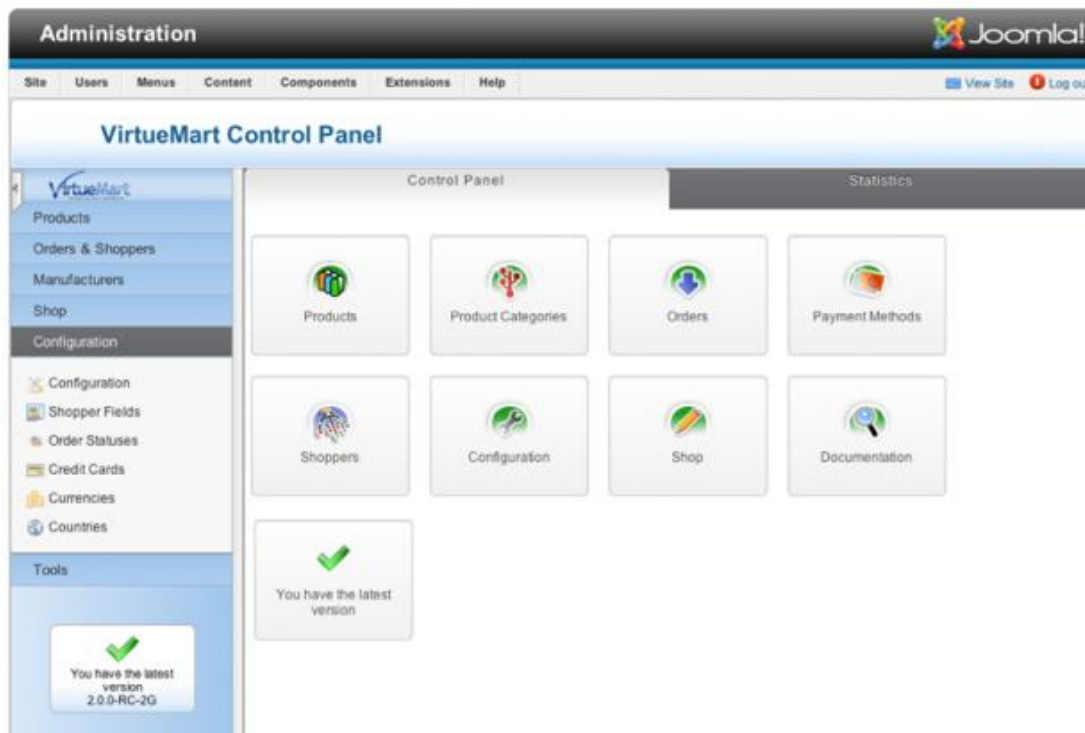 Administration
Joomla!
Site Users Menus Content Components Extensions Help
View Site Log ou
VirtueMart Control Panel
VirtueMart
Control Panel
Statistics
Products
Orders & Shoppers
Manufacturers
Shop
Configuration
Configuration
Shopper Fields
Order Statuses
Credit Cards
Currencies
Countries
Tools
You have the latest
version
2.0.0-RC-2G
Products
Product Categories
Orders
Payment Methods
Shoppers
Configuration
Shop
Documentation
You have the latest
version